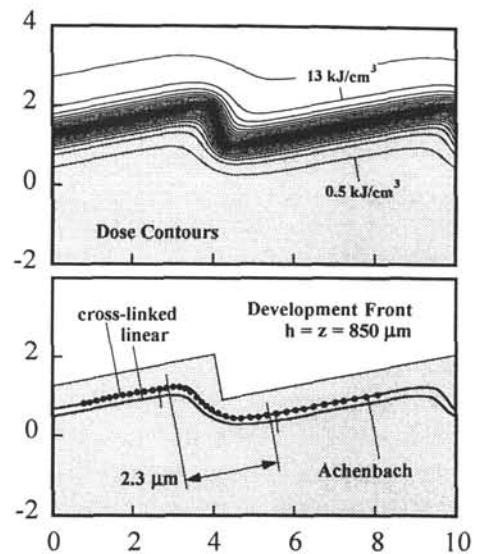 4
2
0
-2
13 kJ/cm³
0.5 kJ/cm³
Dose Contours
2
0
-2
cross-linked
linear
Development Front
h = z = 850 μm
2.3 μm
Achenbach
0 2 4 6 8 10